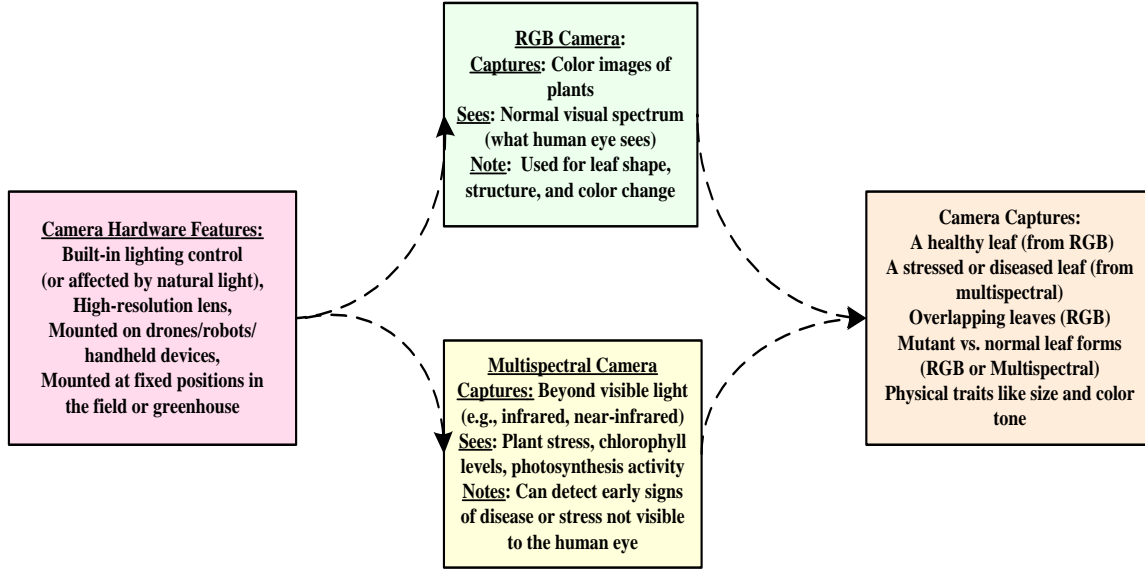 RGB Camera:
Captures: Color images of
plants
Sees: Normal visual spectrum
(what human eye sees)
Note: Used for leaf shape,
structure, and color change
Camera Hardware Features:
Built-in lighting control
(or affected by natural light),
High-resolution lens,
Mounted on drones/robots/
handheld devices,
Mounted at fixed positions in
the field or greenhouse
Multispectral Camera
Captures: Beyond visible light
(e.g., infrared, near-infrared)
Sees: Plant stress, chlorophyll
levels, photosynthesis activity
Notes: Can detect early signs
of disease or stress not visible
to the human eye
Camera Captures:
A healthy leaf (from RGB)
A stressed or diseased leaf (from
multispectral)
Overlapping leaves (RGB)
Mutant vs. normal leaf forms
(RGB or Multispectral)
Physical traits like size and color
tone